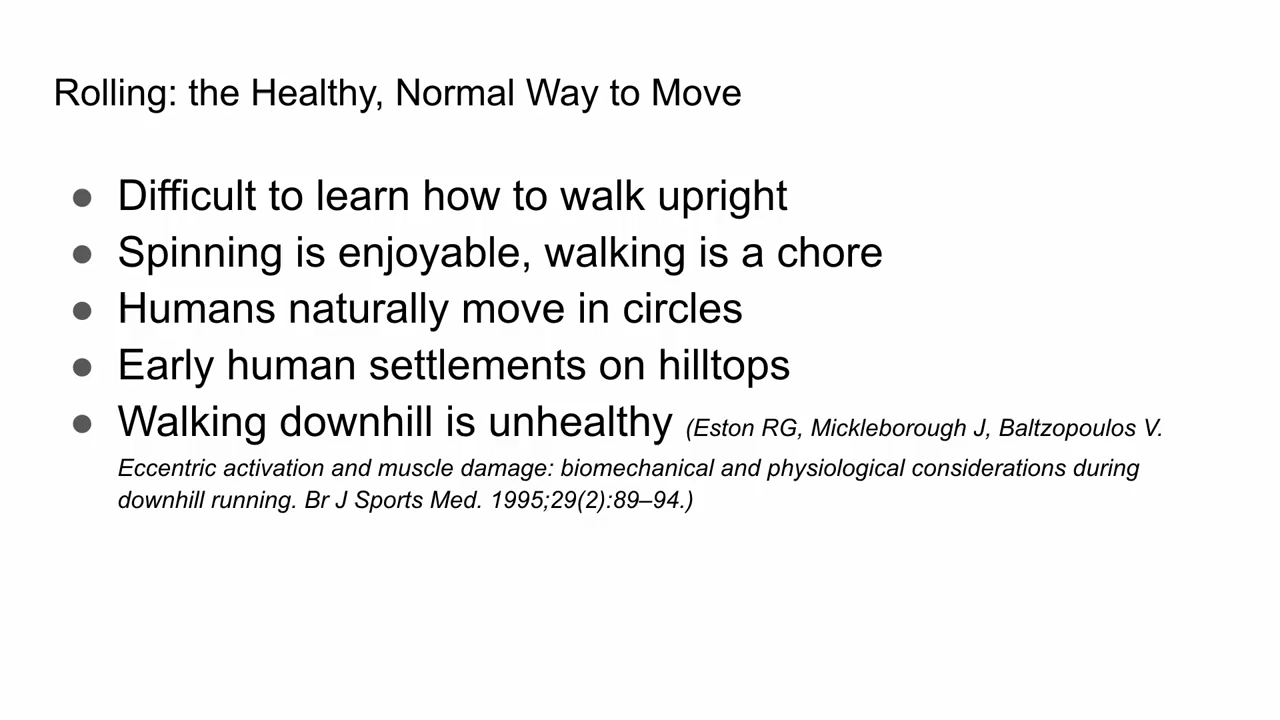 Rolling: the Healthy, Normal Way to Move
● Difficult to learn how to walk upright
● Spinning is enjoyable, walking is a chore
● Humans naturally move in circles
● Early human settlements on hilltops
● Walking downhill is unhealthy (Eston RG, Mickleborough J, Baltzopoulos V.
Eccentric activation and muscle damage: biomechanical and physiological considerations during
downhill running. Br J Sports Med. 1995;29(2):89–94.)